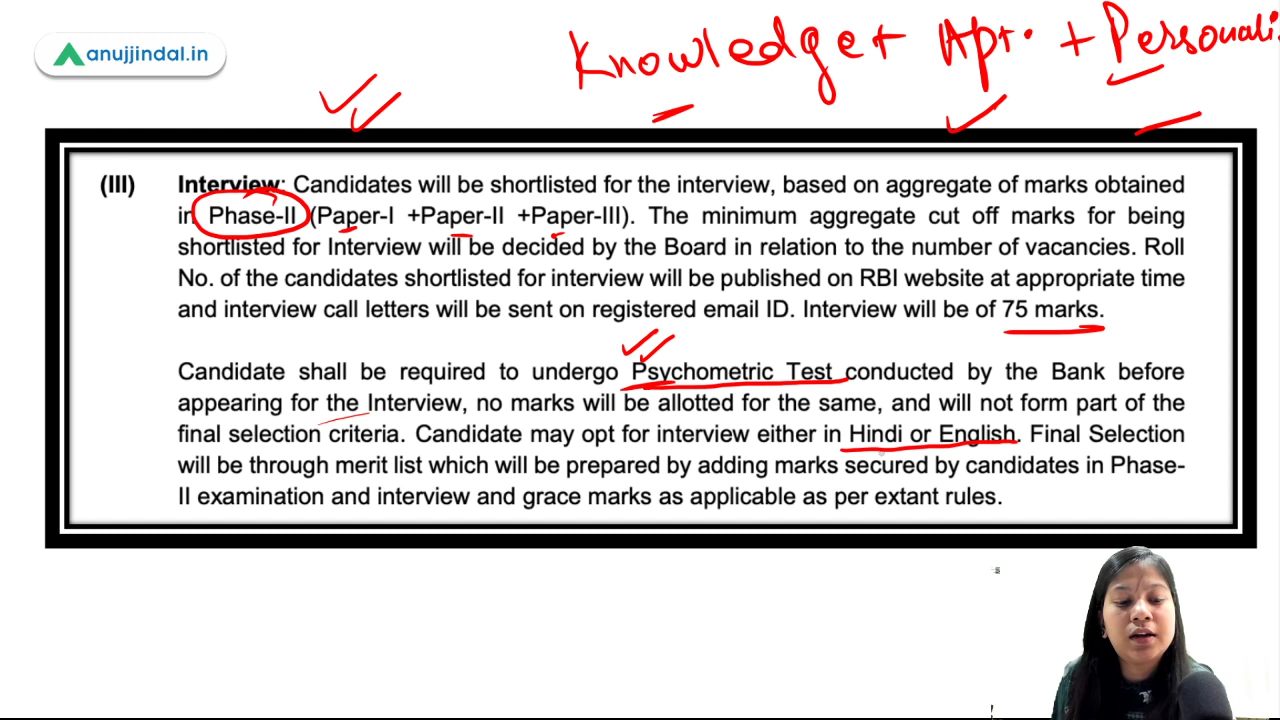 anujjindal.in
Knowledge + Apt. + Personali
(III) Interview: Candidates will be shortlisted for the interview, based on aggregate of marks obtained
in Phase-II (Paper-I +Paper-II +Paper-III). The minimum aggregate cut off marks for being
shortlisted for Interview will be decided by the Board in relation to the number of vacancies. Roll
No. of the candidates shortlisted for interview will be published on RBI website at appropriate time
and interview call letters will be sent on registered email ID. Interview will be of 75 marks.
Candidate shall be required to undergo Psychometric Test conducted by the Bank before
appearing for the Interview, no marks will be allotted for the same, and will not form part of the
final selection criteria. Candidate may opt for interview either in Hindi or English. Final Selection
will be through merit list which will be prepared by adding marks secured by candidates in Phase-
II examination and interview and grace marks as applicable as per extant rules.